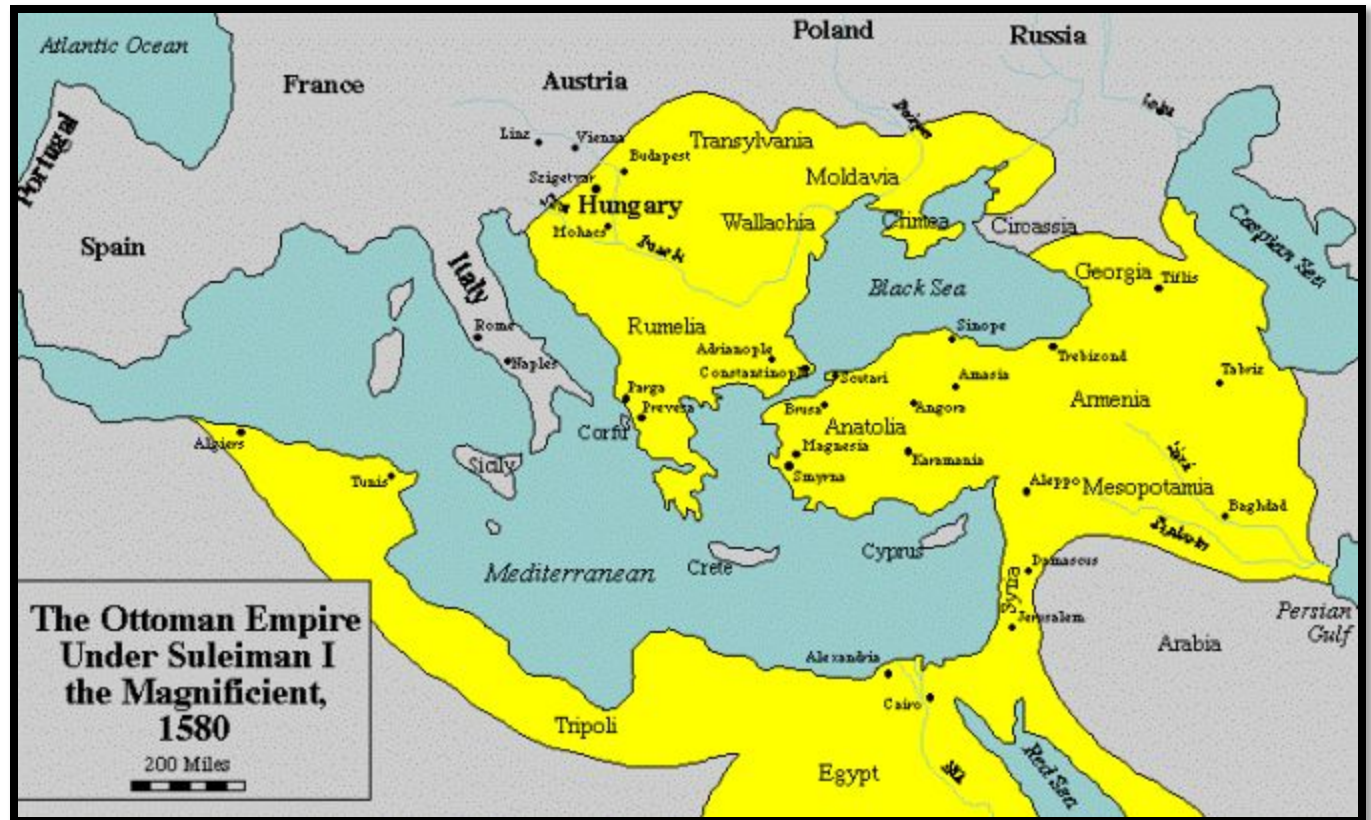 Atlantic Ocean
Poland
Russia
France
Austria
Portugal
Linz
Vienna
Transylvania
Budapest
Szigetvar
Moldavia
Hungary
Wallachia
Crimea
Circassia
Mohacs
Spain
Italy
Caspian Sea
Georgia
Tiflis
Black Sea
Rome
Rumelia
Sinope
Naples
Adrianople
Constantinople
Scutari
Trebizond
Amasia
Tabriz
Parga
Preveza
Brusa
Angora
Armenia
Corfu
Anatolia
Algiers
Magnesia
Karamania
Sicily
Tunis
Smyrna
Aleppo
Mesopotamia
Baghdad
Mediterranean
Crete
Cyprus
Damascus
Syria
Jerusalem
Persian
Gulf
Arabia
The Ottoman Empire
Under Suleiman I
the Magnificient,
1580
200 Miles
Alexandria
Cairo
Tripoli
Egypt
Red Sea